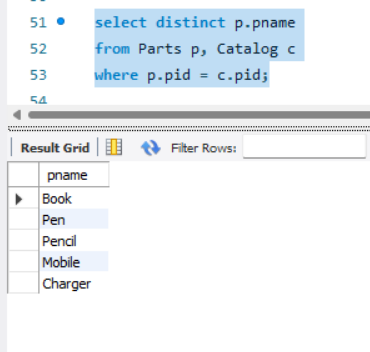 51 select distinct p.pname
52 from Parts p, Catalog c
53 where p.pid = c.pid;
54
Result Grid Filter Rows:
pname
Book
Pen
Pencil
Mobile
Charger